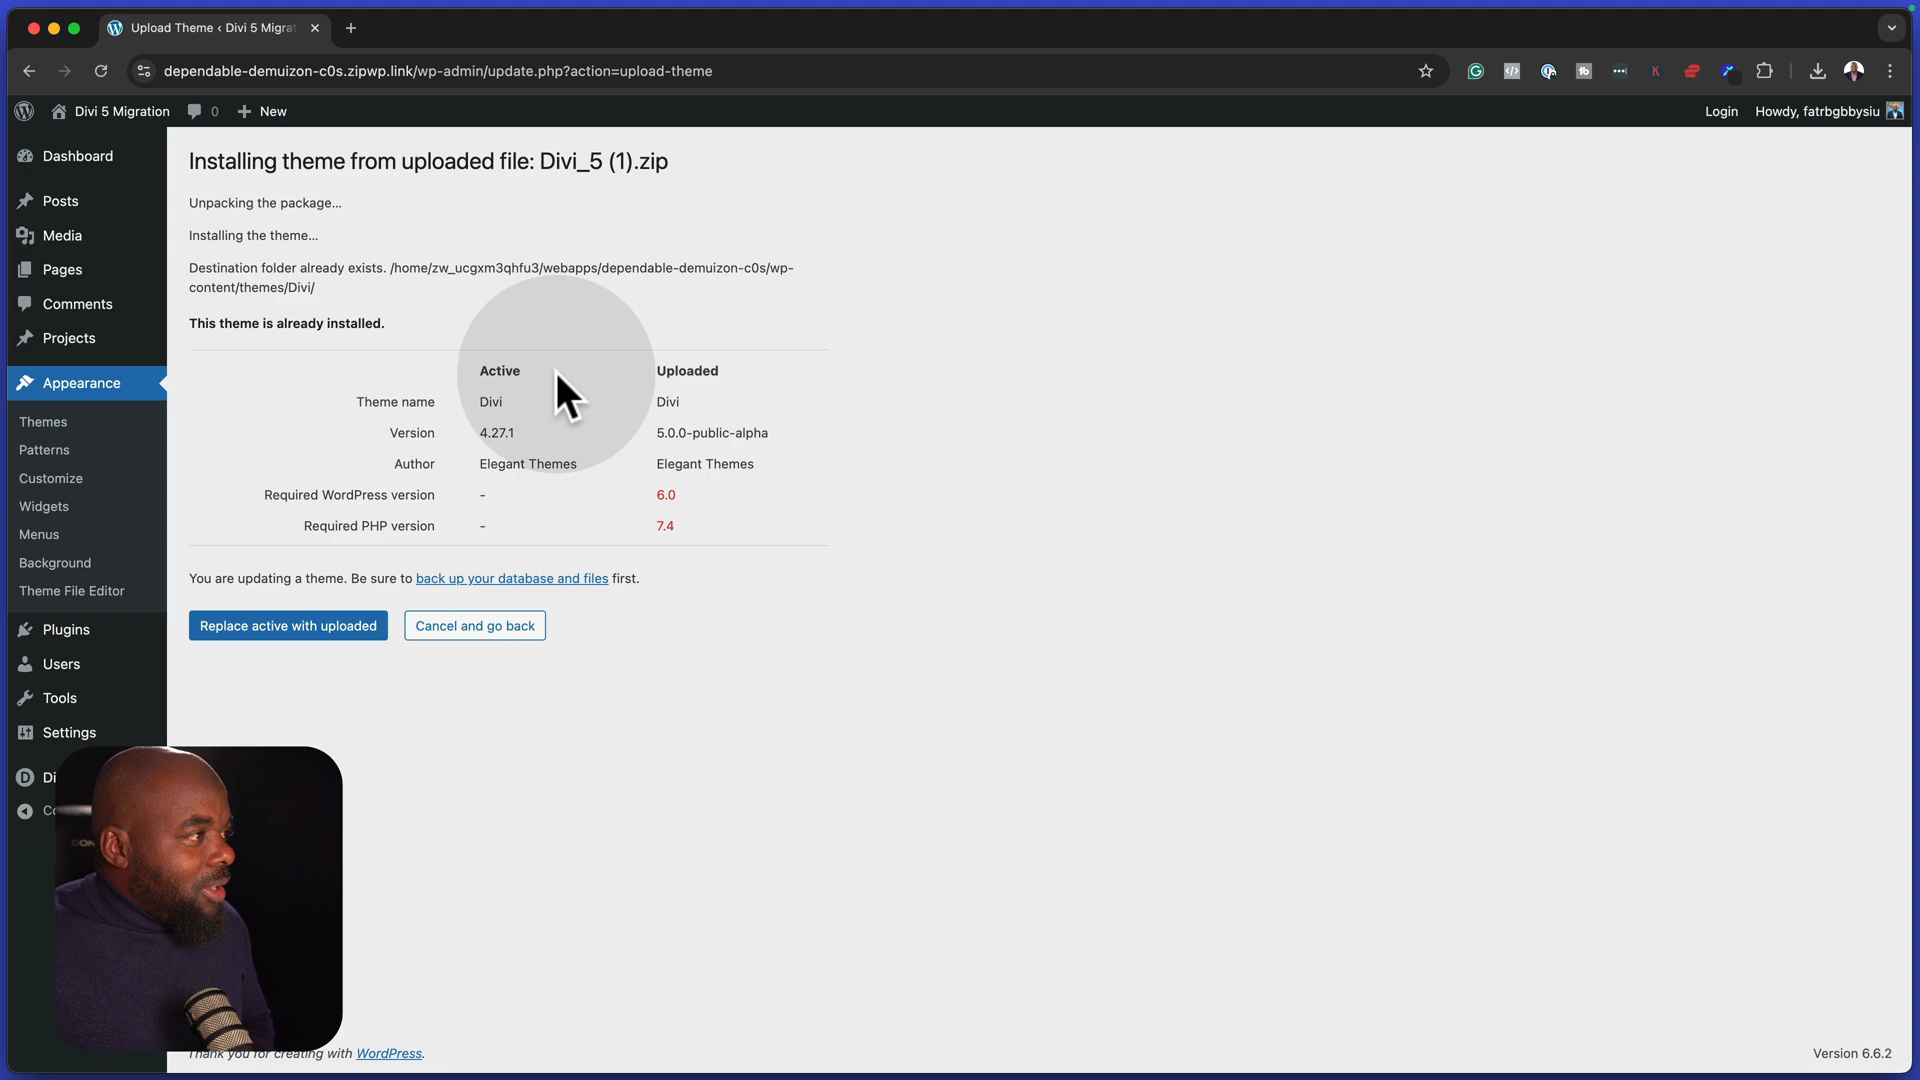 Upload Theme ‹ Divi 5 Migrat
dependable-demuizon-c0s.zipwp.link/wp-admin/update.php?action=upload-theme
Divi 5 Migration
0
New
Login
Howdy, fatrbgbbysiu
Dashboard
Posts
Media
Pages
Comments
Projects
Appearance
Themes
Patterns
Customize
Widgets
Menus
Background
Theme File Editor
Plugins
Users
Tools
Settings
Di
Co
Installing theme from uploaded file: Divi_5 (1).zip
Unpacking the package…
Installing the theme…
Destination folder already exists. /home/zw_ucgxm3qhfu3/webapps/dependable-demuizon-c0s/wp-
content/themes/Divi/
This theme is already installed.
Active Uploaded
Theme name Divi Divi
Version 4.27.1 5.0.0-public-alpha
Author Elegant Themes Elegant Themes
Required WordPress version - 6.0
Required PHP version - 7.4
You are updating a theme. Be sure to back up your database and files first.
Replace active with uploaded
Cancel and go back
Thank you for creating with WordPress.
Version 6.6.2